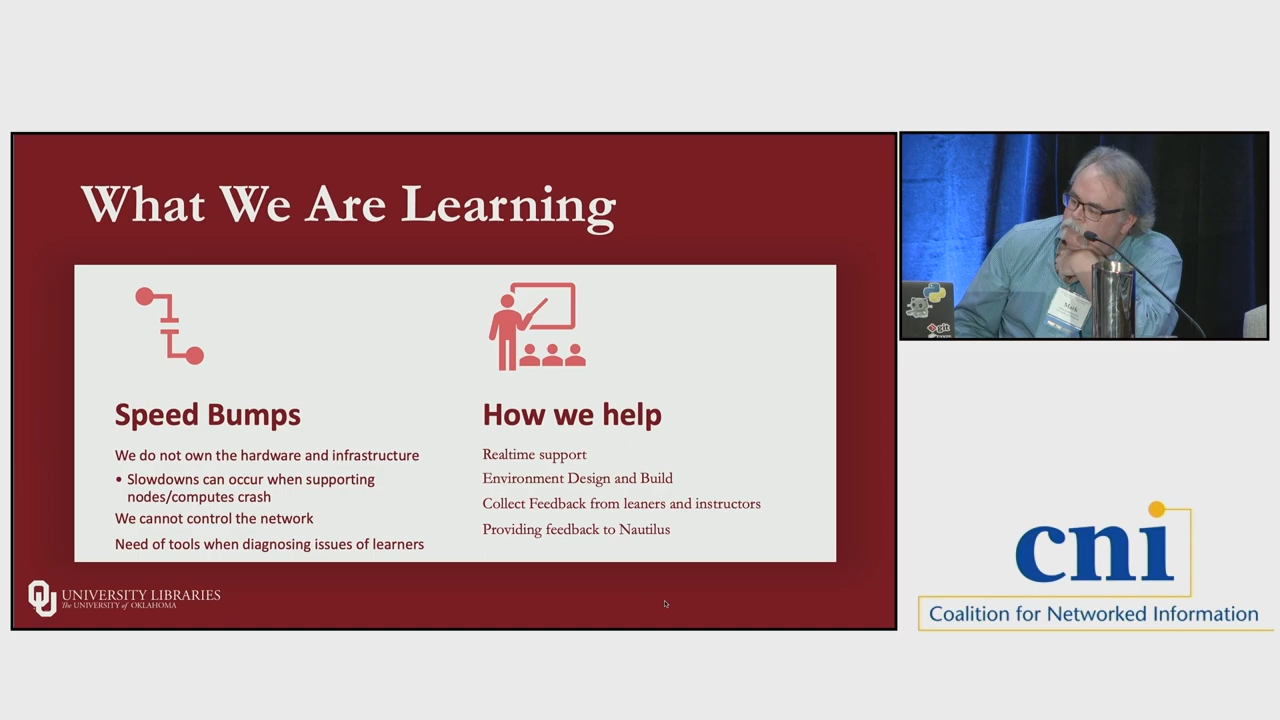 What We Are Learning
Speed Bumps
We do not own the hardware and infrastructure
• Slowdowns can occur when supporting
nodes/computes crash
We cannot control the network
Need of tools when diagnosing issues of learners
How we help
Realtime support
Environment Design and Build
Collect Feedback from leaners and instructors
Providing feedback to Nautilus
OU
UNIVERSITY LIBRARIES
The UNIVERSITY of OKLAHOMA
Mark
git
cni
Coalition for Networked Information